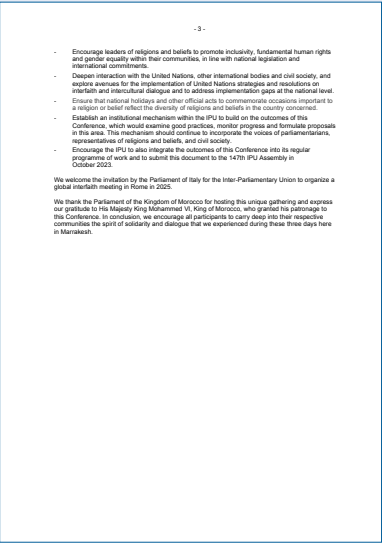 - 3 -
- Encourage leaders of religions and beliefs to promote inclusivity, fundamental human rights
and gender equality within their communities, in line with national legislation and
international commitments.
- Deepen interaction with the United Nations, other international bodies and civil society, and
explore avenues for the implementation of United Nations strategies and resolutions on
interfaith and intercultural dialogue and to address implementation gaps at the national level.
- Ensure that national holidays and other official acts to commemorate occasions important to
a religion or belief reflect the diversity of religions and beliefs in the country concerned.
- Establish an institutional mechanism within the IPU to build on the outcomes of this
Conference, which would examine good practices, monitor progress and formulate proposals
in this area. This mechanism should continue to incorporate the voices of parliamentarians,
representatives of religions and beliefs, and civil society.
- Encourage the IPU to also integrate the outcomes of this Conference into its regular
programme of work and to submit this document to the 147th IPU Assembly in
October 2023.
We welcome the invitation by the Parliament of Italy for the Inter-Parliamentary Union to organize a
global interfaith meeting in Rome in 2025.
We thank the Parliament of the Kingdom of Morocco for hosting this unique gathering and express
our gratitude to His Majesty King Mohammed VI, King of Morocco, who granted his patronage to
this Conference. In conclusion, we encourage all participants to carry deep into their respective
communities the spirit of solidarity and dialogue that we experienced during these three days here
in Marrakesh.